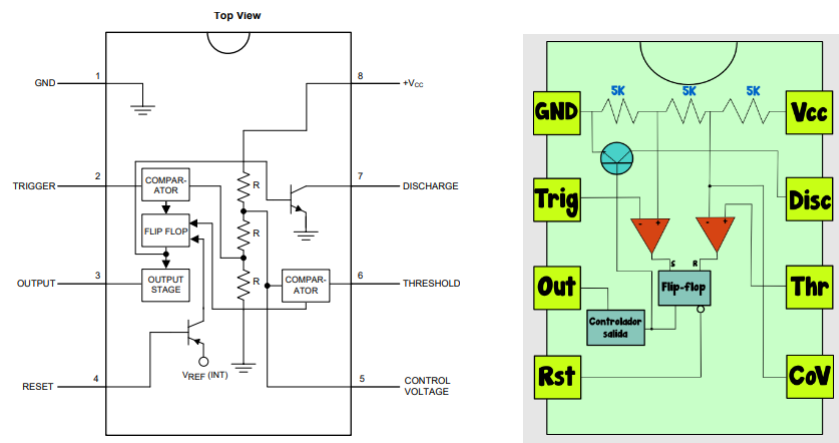 Top View
1
GND
8
+VCC
2
TRIGGER
COMPAR-
ATOR
R
7
DISCHARGE
FLIP FLOP
R
3
OUTPUT
OUTPUT
STAGE
R
COMPAR-
ATOR
6
THRESHOLD
4
RESET
VREF (INT)
5
CONTROL
VOLTAGE
5K
5K
5K
GND
Vcc
Trig
Disc
- +
- +
S
R
Out
Flip-flop
Thr
Controlador
salida
Rst
CoV